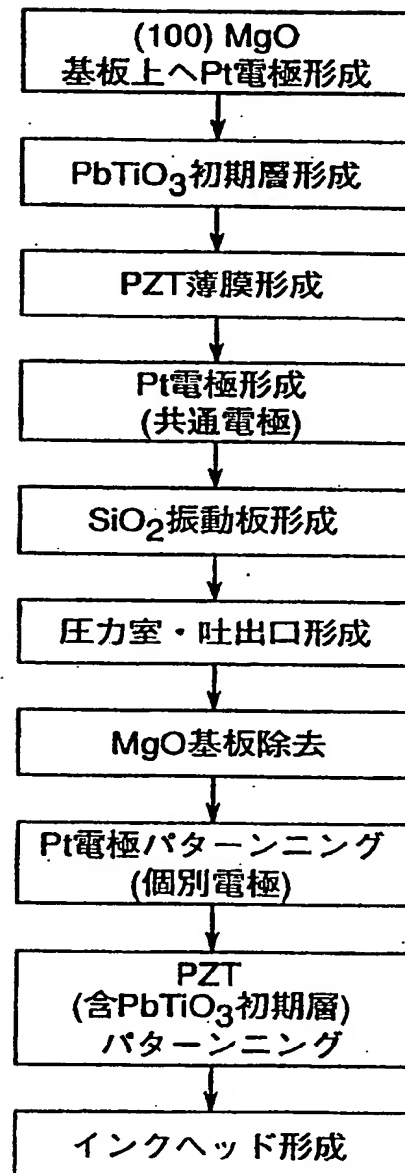 (100) MgO
基板上へPt電極形成
PbTiO3初期層形成
PZT薄膜形成
Pt電極形成
(共通電極)
SiO2振動板形成
圧力室・吐出口形成
MgO基板除去
Pt電極パターンニング
(個別電極)
PZT
(含PbTiO3初期層)
パターンニング
インクヘッド形成